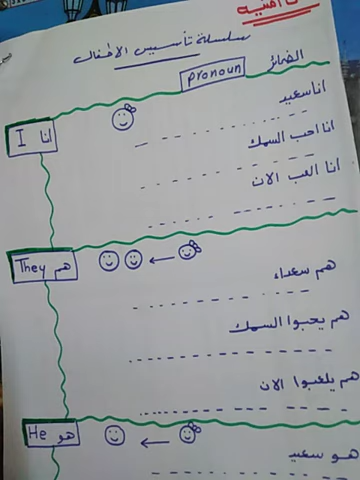 سلسلة تأسيس الاطفال
الضمائر
pronoun
I انا
انا سعيد
انا احب السمك
انا العب الان
They هم
هم سعداء
هم يحبوا السمك
هم يلعبوا الان
He هو
هو سعيد